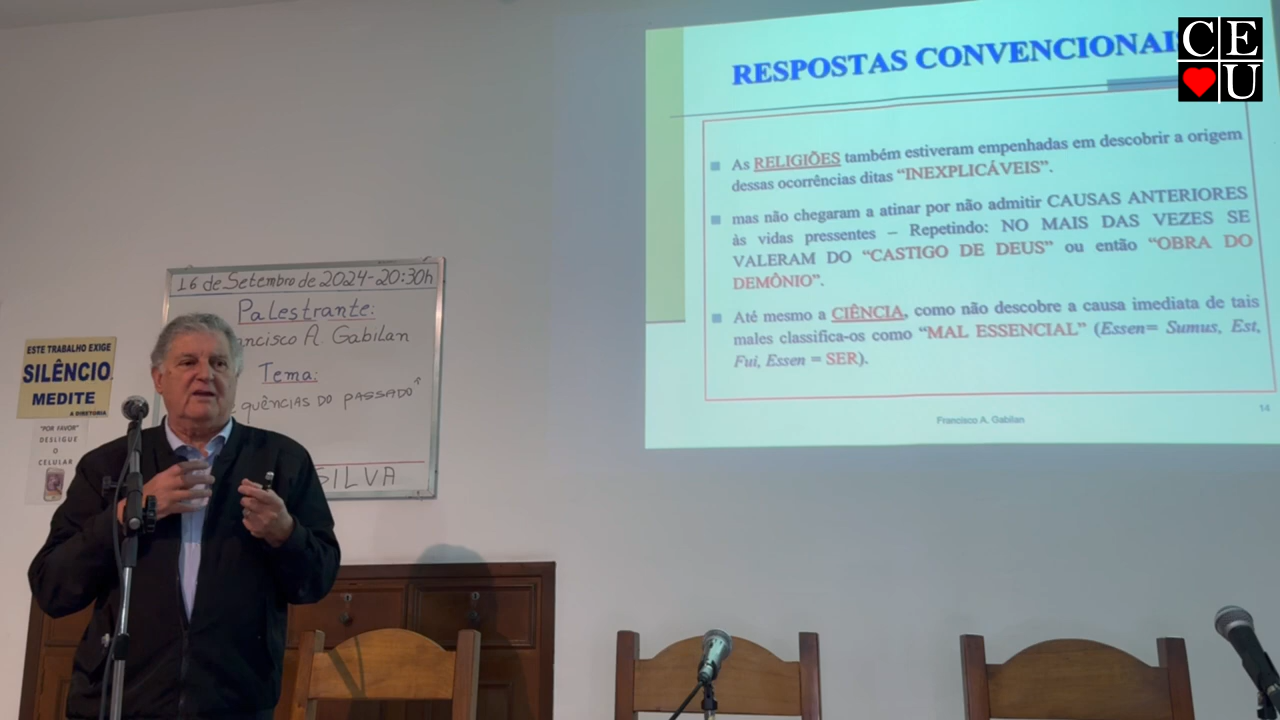 RESPOSTAS CONVENCIONAI
C E
U
As RELIGIÕES também estiveram empenhadas em descobrir a origem
dessas ocorrências ditas “INEXPLICÁVEIS”.
mas não chegaram a atinar por não admitir CAUSAS ANTERIORES
às vidas pressentes – Repetindo: NO MAIS DAS VEZES SE
VALERAM DO “CASTIGO DE DEUS” ou então “OBRA DO
DEMÔNIO”.
Até mesmo a CIÊNCIA, como não descobre a causa imediata de tais
males classifica-os como “MAL ESSENCIAL” (Essen= Sumus, Est,
Fui, Essen = SER).
Francisco A. Gabilan
14
16 de Setembro de 2024-20:30h
Palestrante:
ncisco A. Gabilan
Tema:
quências do passado
SILVA
ESTE TRABALHO EXIGE
SILÊNCIO
MEDITE
A DIRETORIA
"POR FAVOR"
DESLIGUE
O
CELULAR